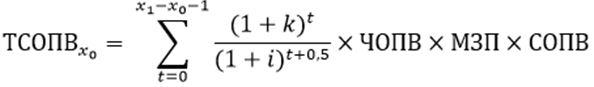 ТСОПВ_{x_0} = \sum_{t=0}^{x_1-x_0-1} \frac{(1+k)^t}{(1+i)^{t+0,5}} × ЧОПВ × МЗП × СОПВ